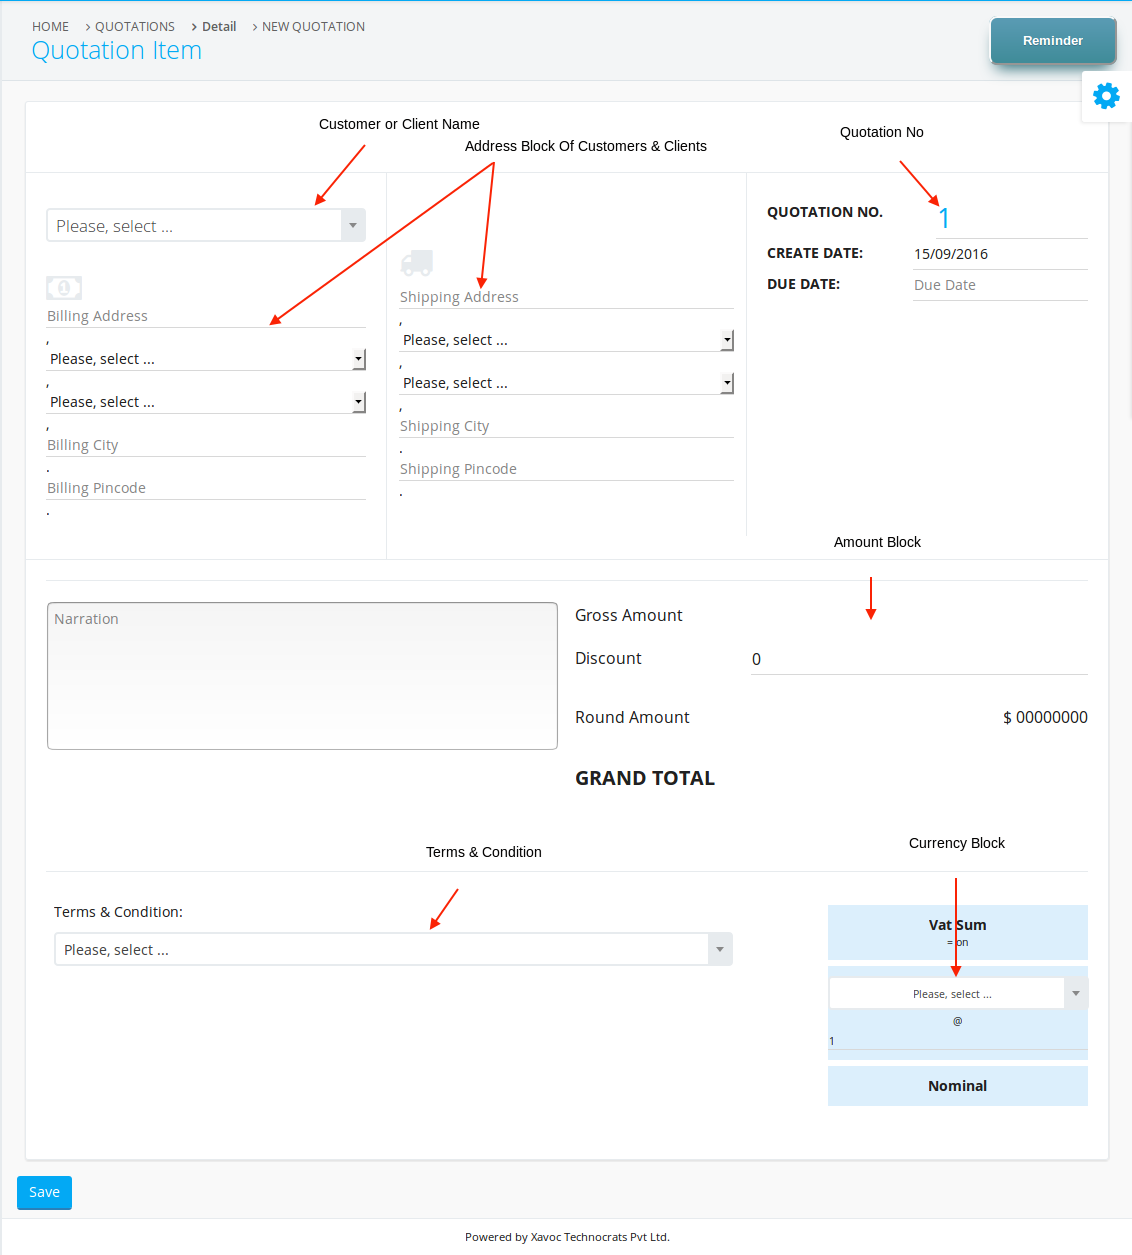 HOME > QUOTATIONS > Detail > NEW QUOTATION
Quotation Item
Reminder
Customer or Client Name
Address Block Of Customers & Clients
Quotation No
Please, select ...
1
Billing Address
,
Please, select ...
,
Please, select ...
,
Billing City
.
Billing Pincode
.
Shipping Address
,
Please, select ...
,
Please, select ...
,
Shipping City
.
Shipping Pincode
.
QUOTATION NO. 1
CREATE DATE: 15/09/2016
DUE DATE: Due Date
Amount Block
Narration
Gross Amount
Discount 0
Round Amount $ 00000000
GRAND TOTAL
Terms & Condition
Currency Block
Terms & Condition:
Please, select ...
Vat Sum
= on
Please, select ...
@
1
Nominal
Save
Powered by Xavoc Technocrats Pvt Ltd.